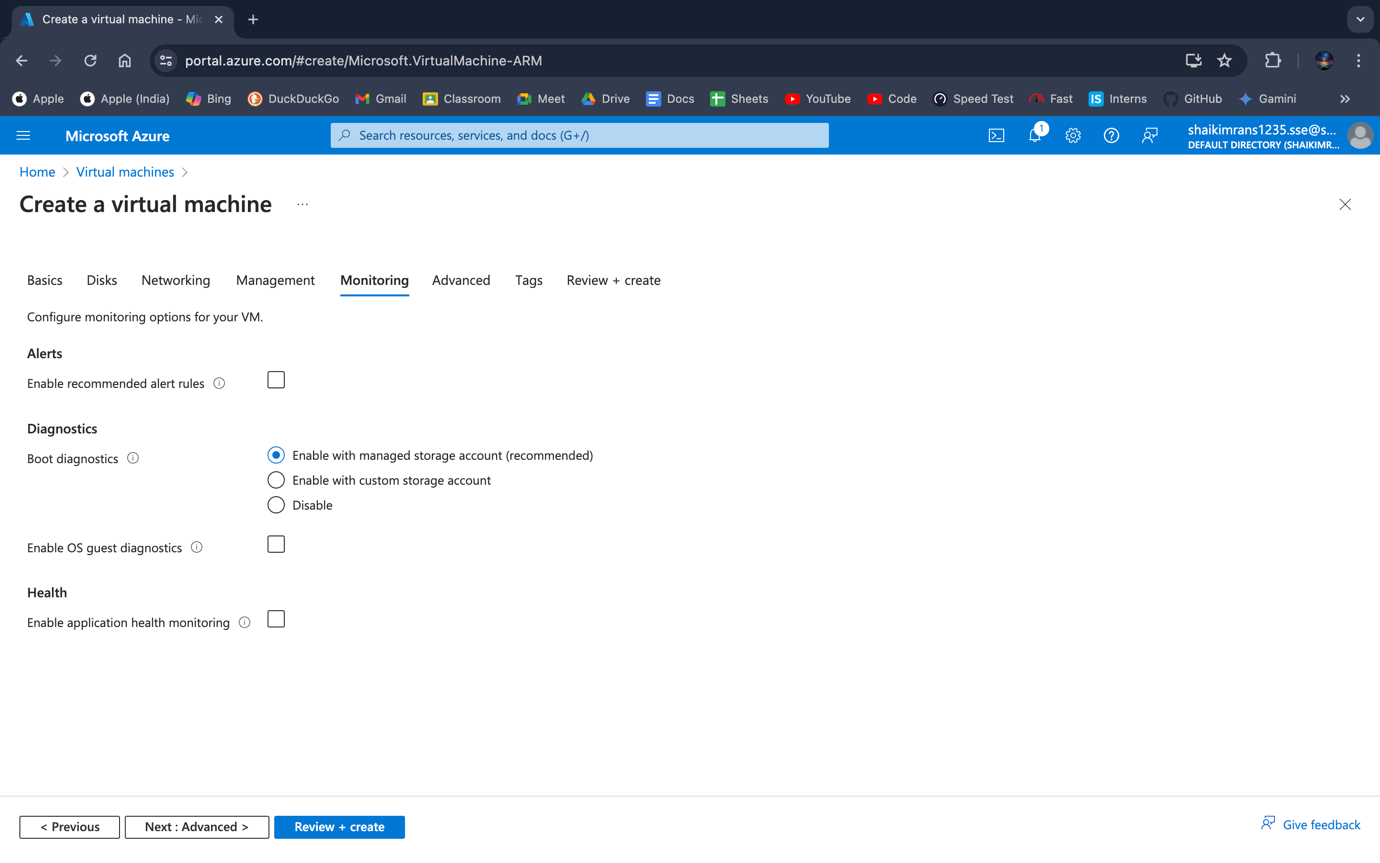 Create a virtual machine - Mic
portal.azure.com/#create/Microsoft.VirtualMachine-ARM
Apple
Apple (India)
Bing
DuckDuckGo
Gmail
Classroom
Meet
Drive
Docs
Sheets
YouTube
Code
Speed Test
Fast
IS Interns
GitHub
Gamini
Microsoft Azure
Search resources, services, and docs (G+/)
1
shaikimrans1235.sse@s...
DEFAULT DIRECTORY (SHAIKIMR...
Home > Virtual machines >
Create a virtual machine ...
Basics
Disks
Networking
Management
Monitoring
Advanced
Tags
Review + create
Configure monitoring options for your VM.
Alerts
Enable recommended alert rules
Diagnostics
Boot diagnostics
Enable with managed storage account (recommended)
Enable with custom storage account
Disable
Enable OS guest diagnostics
Health
Enable application health monitoring
< Previous
Next : Advanced >
Review + create
Give feedback